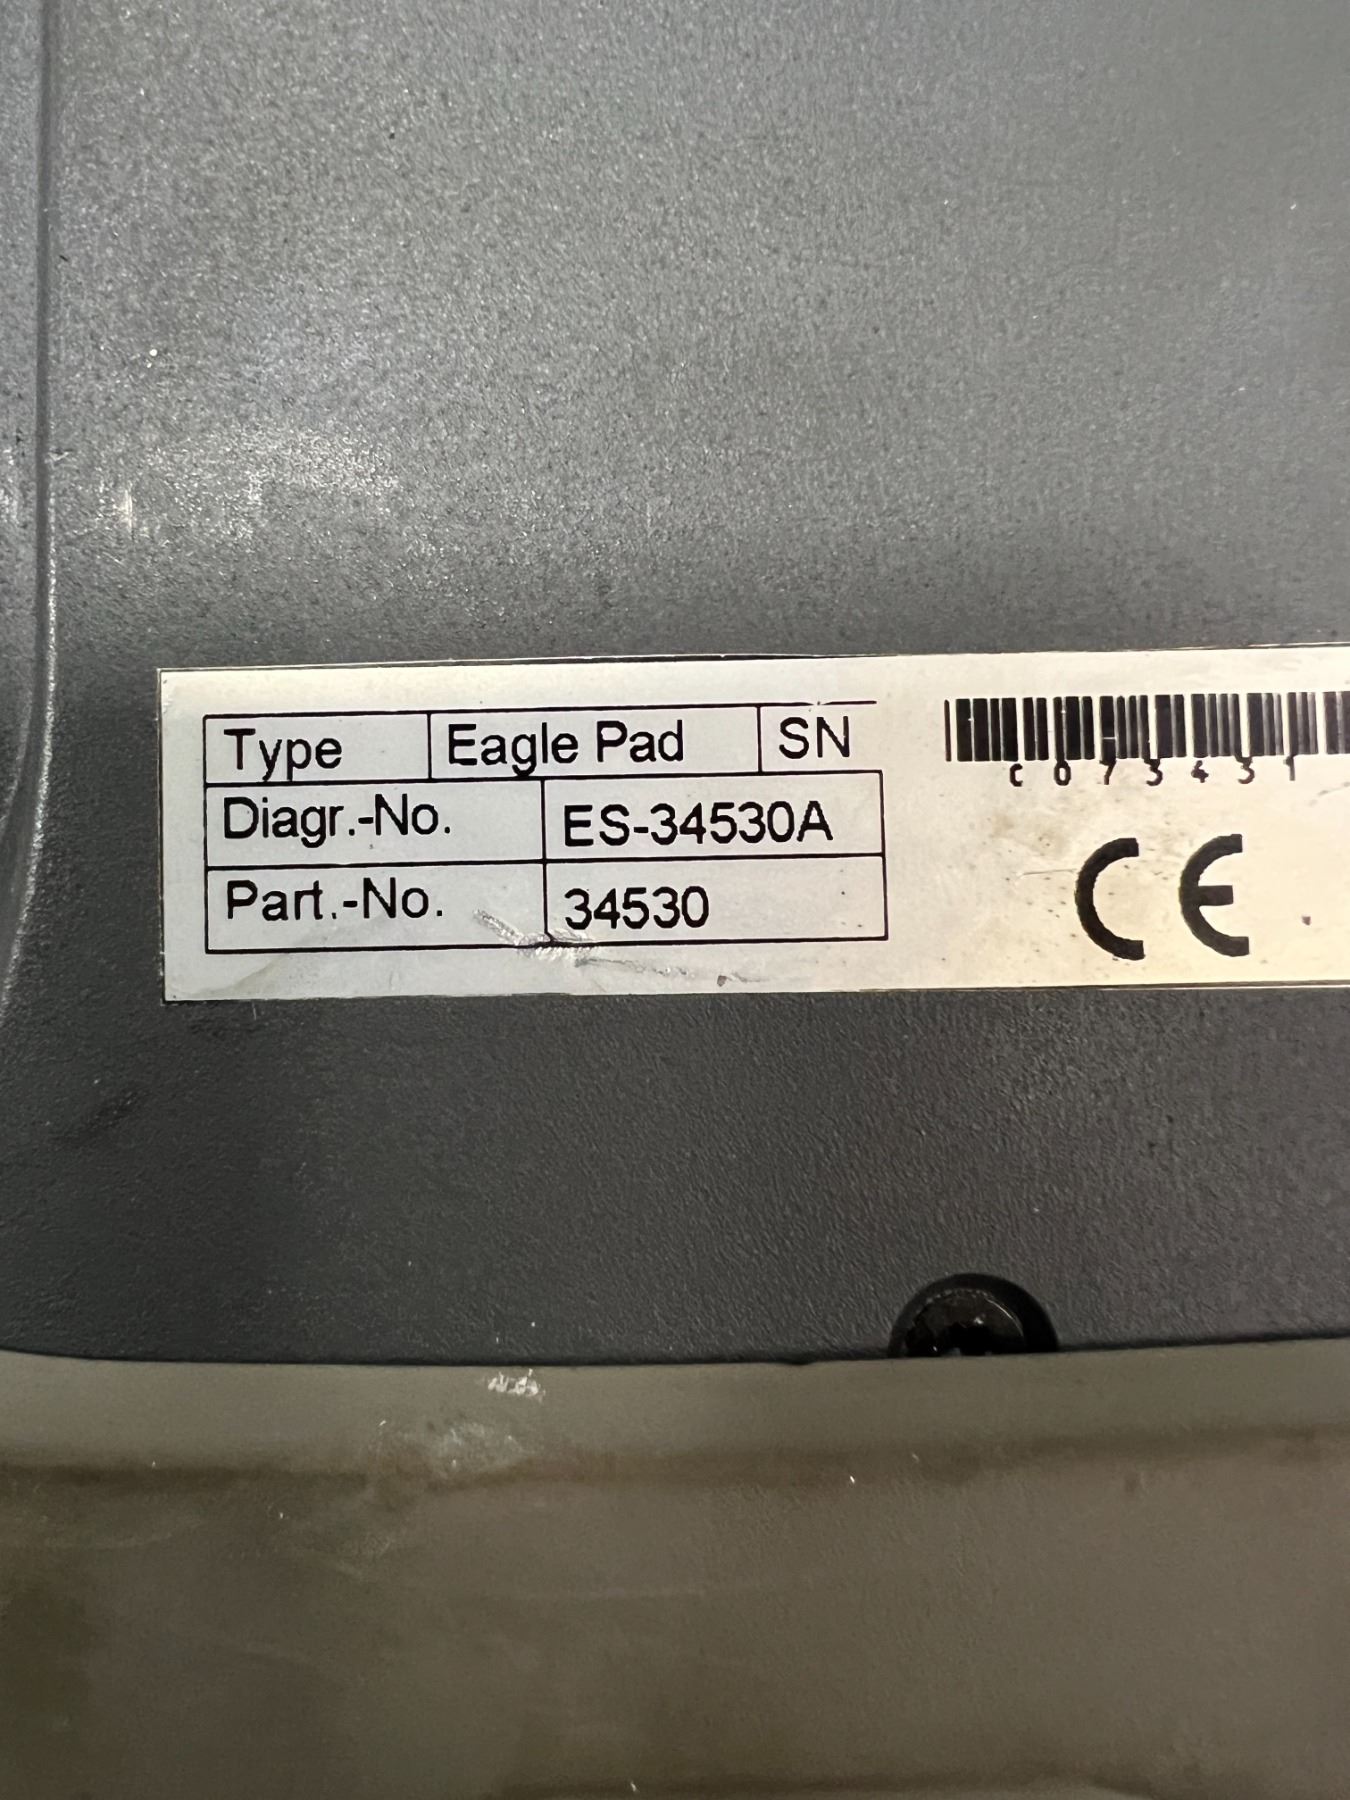 Type Eagle Pad SN
C073431
Diagr.-No. ES-34530A
Part.-No. 34530
CE